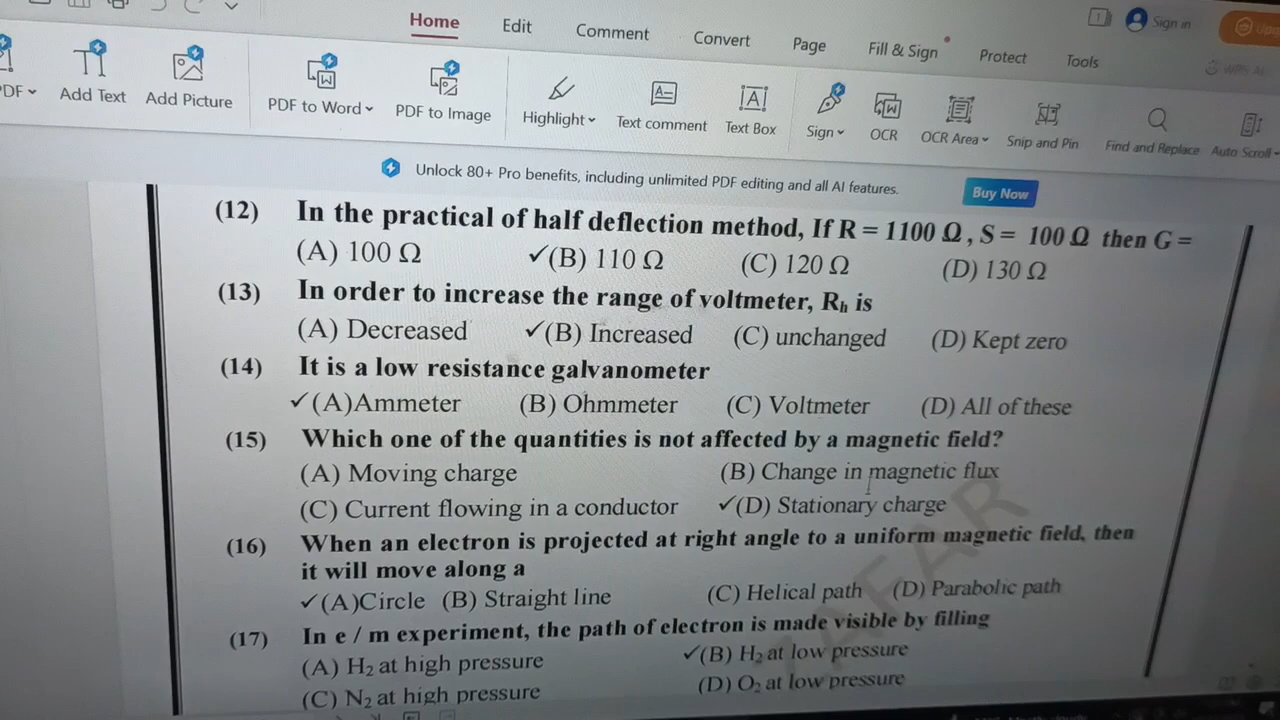 Home Edit Comment Convert Page Fill & Sign Protect Tools Sign in
Add Text Add Picture PDF to Word PDF to Image Highlight Text comment Text Box Sign OCR OCR Area Snip and Pin Find and Replace Auto Scroll
Unlock 80+ Pro benefits, including unlimited PDF editing and all AI features. Buy Now
(12) In the practical of half deflection method, If R = 1100 Ω , S = 100 Ω then G =
(A) 100 Ω ✓(B) 110 Ω (C) 120 Ω (D) 130 Ω
(13) In order to increase the range of voltmeter, Rh is
(A) Decreased ✓(B) Increased (C) unchanged (D) Kept zero
(14) It is a low resistance galvanometer
✓(A)Ammeter (B) Ohmmeter (C) Voltmeter (D) All of these
(15) Which one of the quantities is not affected by a magnetic field?
(A) Moving charge (B) Change in magnetic flux
(C) Current flowing in a conductor ✓(D) Stationary charge
(16) When an electron is projected at right angle to a uniform magnetic field, then
it will move along a
✓(A)Circle (B) Straight line (C) Helical path (D) Parabolic path
(17) In e / m experiment, the path of electron is made visible by filling
(A) H₂ at high pressure ✓(B) H₂ at low pressure
(C) N₂ at high pressure (D) O₂ at low pressure
ZAFAR